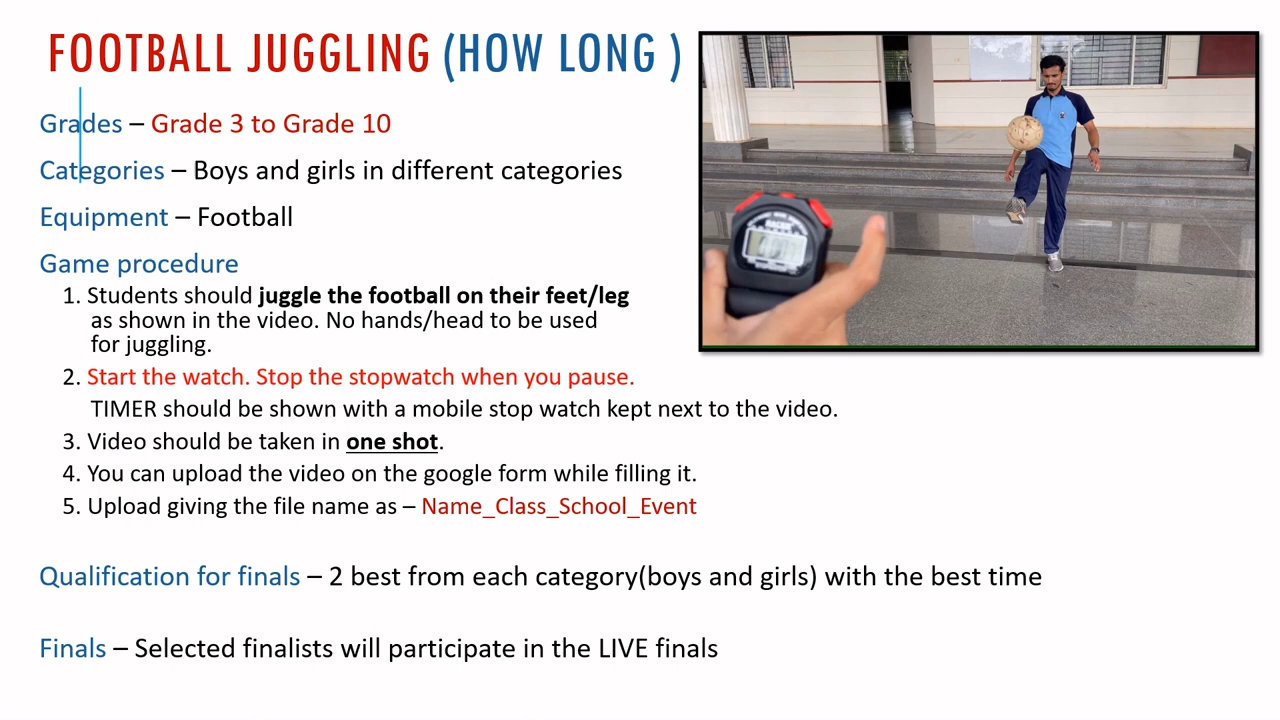 FOOTBALL JUGGLING (HOW LONG )
Grades – Grade 3 to Grade 10
Categories – Boys and girls in different categories
Equipment – Football
Game procedure
1. Students should juggle the football on their feet/leg
as shown in the video. No hands/head to be used
for juggling.
2. Start the watch. Stop the stopwatch when you pause.
TIMER should be shown with a mobile stop watch kept next to the video.
3. Video should be taken in one shot.
4. You can upload the video on the google form while filling it.
5. Upload giving the file name as – Name_Class_School_Event
Qualification for finals – 2 best from each category(boys and girls) with the best time
Finals – Selected finalists will participate in the LIVE finals